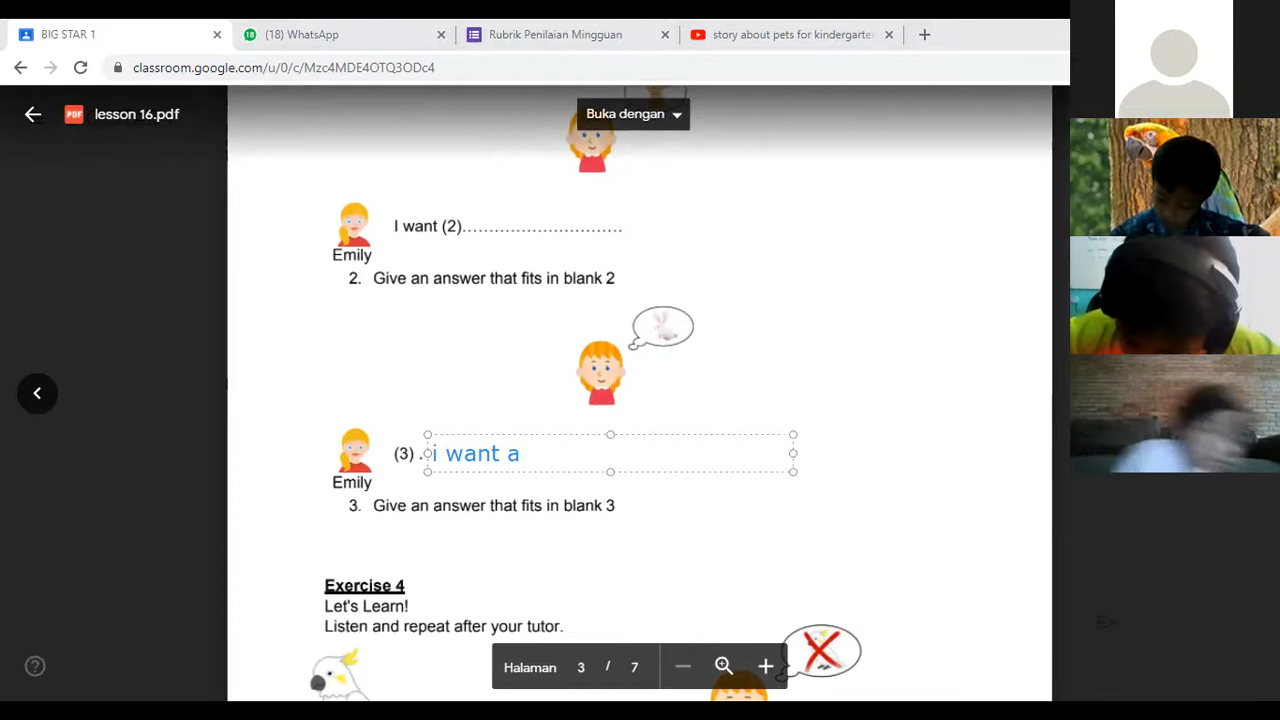 BIG STAR 1
18
(18) WhatsApp
Rubrik Penilaian Mingguan
story about pets for kindergarte
classroom.google.com/u/0/c/Mzc4MDE4OTQ3ODc4
PDF
lesson 16.pdf
Buka dengan
I want (2)..............................
Emily
2. Give an answer that fits in blank 2
(3) . i want a
Emily
3. Give an answer that fits in blank 3
Exercise 4
Let's Learn!
Listen and repeat after your tutor.
Halaman 3 / 7